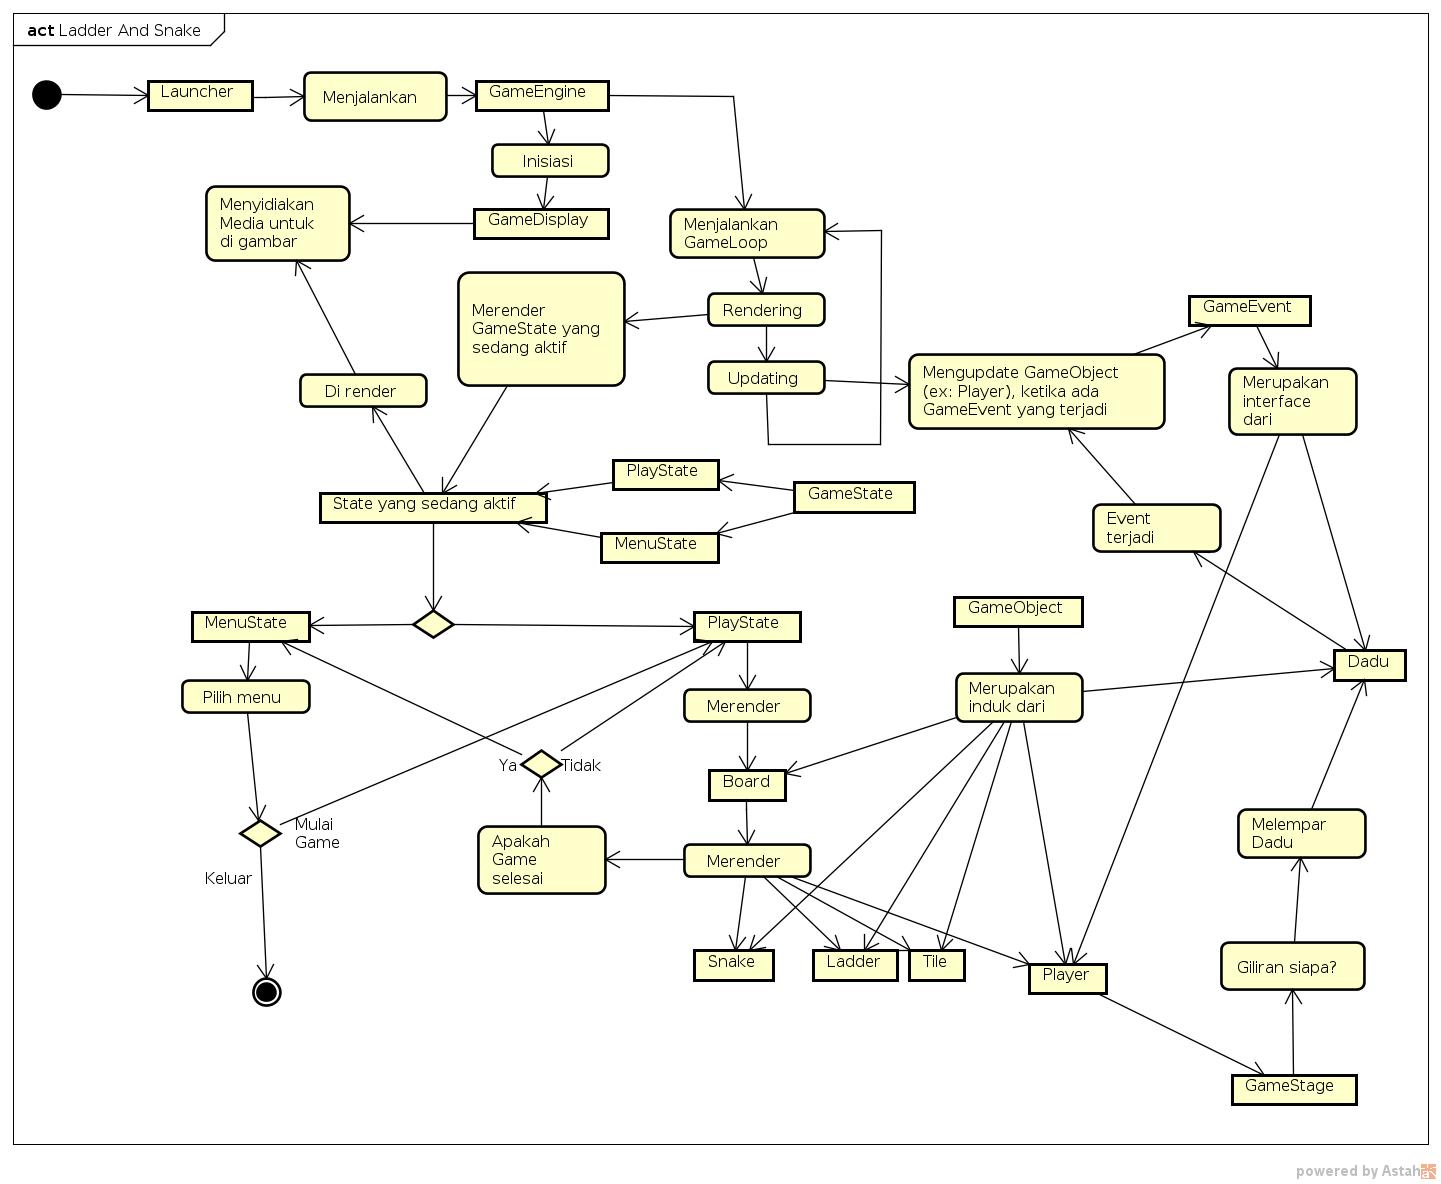 act Ladder And Snake
Launcher
Menjalankan
GameEngine
Inisiasi
GameDisplay
Menyidiakan
Media untuk
di gambar
Menjalankan
GameLoop
Merender
GameState yang
sedang aktif
Rendering
Updating
GameEvent
Mengupdate GameObject
(ex: Player), ketika ada
GameEvent yang terjadi
Merupakan
interface
dari
Di render
State yang sedang aktif
PlayState
GameState
MenuState
Event
terjadi
MenuState
PlayState
GameObject
Dadu
Pilih menu
Merender
Merupakan
induk dari
Ya
Tidak
Board
Mulai
Game
Keluar
Apakah
Game
selesai
Merender
Melempar
Dadu
Snake
Ladder
Tile
Player
Giliran siapa?
GameStage
powered by Astah